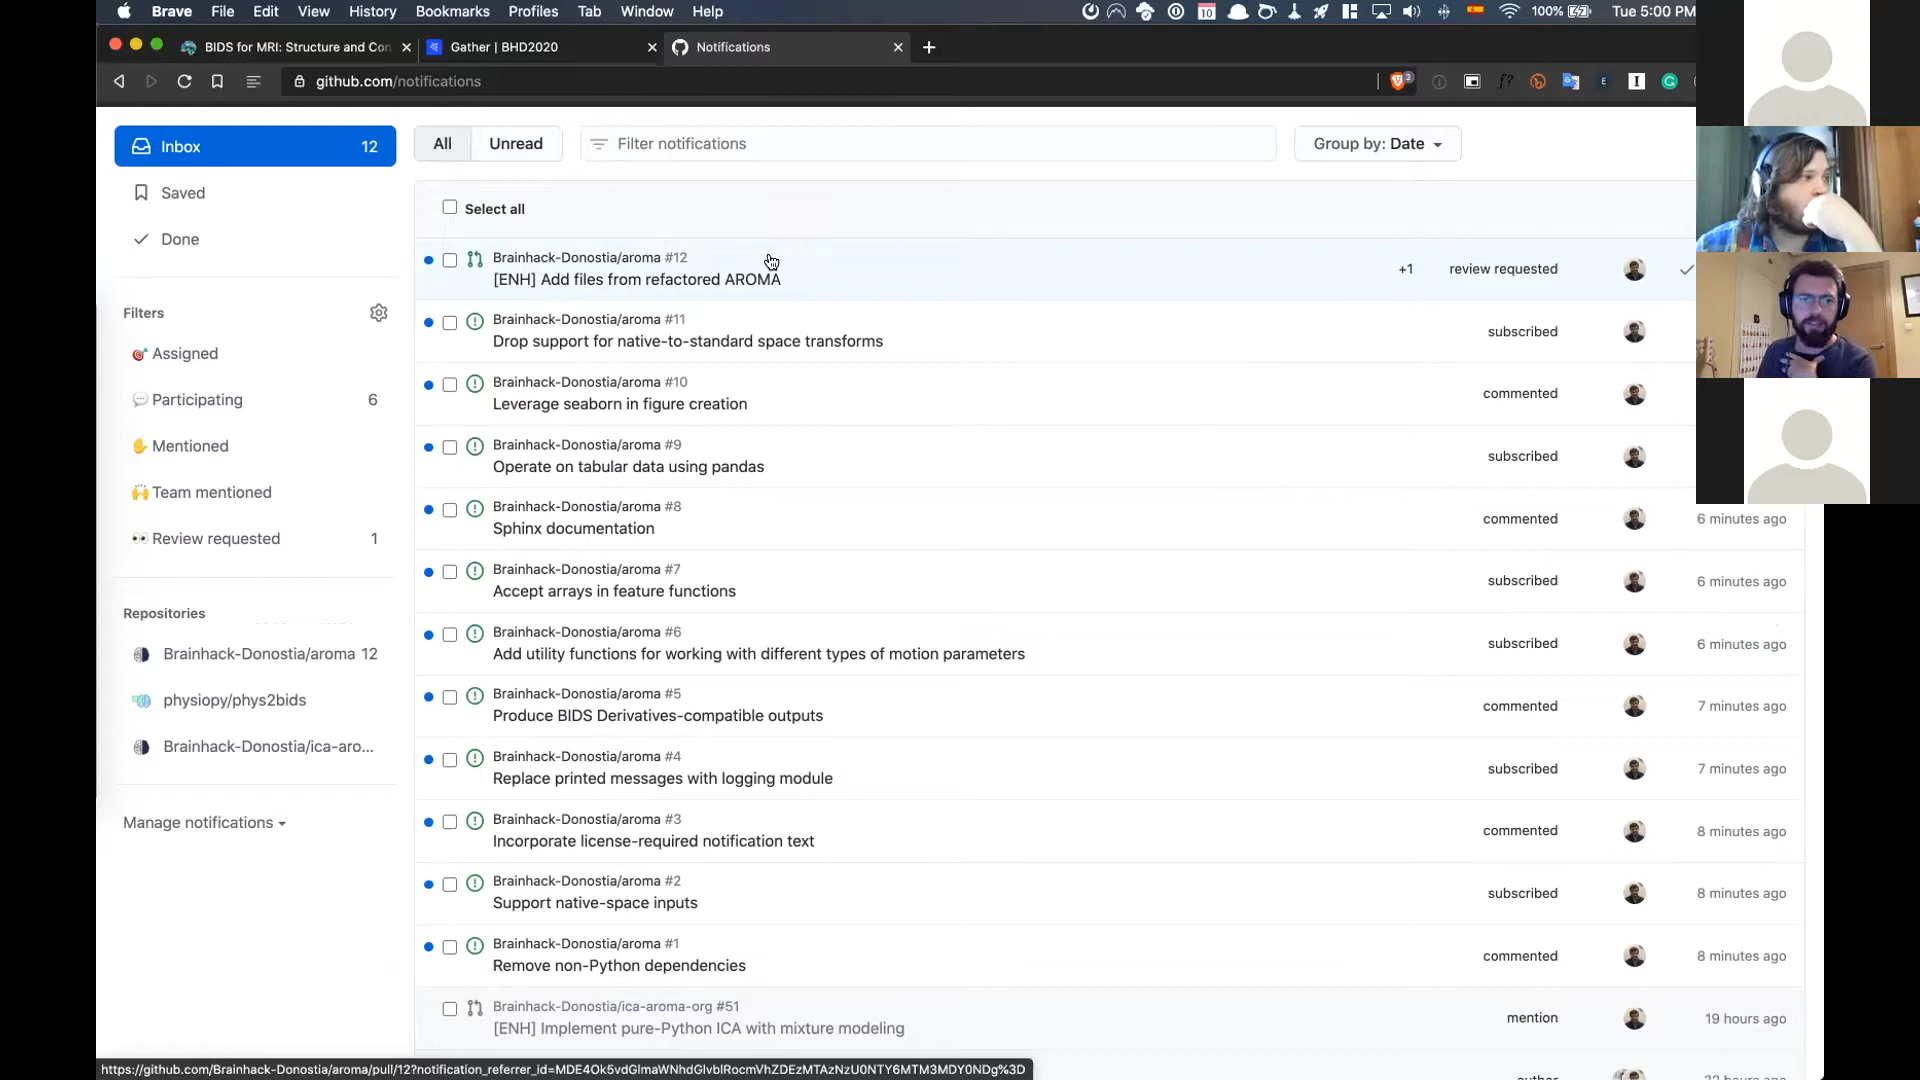 Brave File Edit View History Bookmarks Profiles Tab Window Help 10 100% Tue 5:00 PM
BIDS for MRI: Structure and Con Gather | BHD2020 Notifications
github.com/notifications 3
Inbox 12
All Unread Filter notifications Group by: Date
Saved
Done
Select all
Brainhack-Donostia/aroma #12
[ENH] Add files from refactored AROMA +1 review requested
Filters
Brainhack-Donostia/aroma #11
Drop support for native-to-standard space transforms subscribed
Assigned
Brainhack-Donostia/aroma #10
Leverage seaborn in figure creation commented
Participating 6
Mentioned
Brainhack-Donostia/aroma #9
Operate on tabular data using pandas subscribed
Team mentioned
Brainhack-Donostia/aroma #8
Sphinx documentation commented 6 minutes ago
Review requested 1
Brainhack-Donostia/aroma #7
Accept arrays in feature functions subscribed 6 minutes ago
Repositories
Brainhack-Donostia/aroma #6
Add utility functions for working with different types of motion parameters subscribed 6 minutes ago
Brainhack-Donostia/aroma 12
physiopy/phys2bids
Brainhack-Donostia/aroma #5
Produce BIDS Derivatives-compatible outputs commented 7 minutes ago
Brainhack-Donostia/ica-aro...
Brainhack-Donostia/aroma #4
Replace printed messages with logging module subscribed 7 minutes ago
Manage notifications
Brainhack-Donostia/aroma #3
Incorporate license-required notification text commented 8 minutes ago
Brainhack-Donostia/aroma #2
Support native-space inputs subscribed 8 minutes ago
Brainhack-Donostia/aroma #1
Remove non-Python dependencies commented 8 minutes ago
Brainhack-Donostia/ica-aroma-org #51
[ENH] Implement pure-Python ICA with mixture modeling mention 19 hours ago